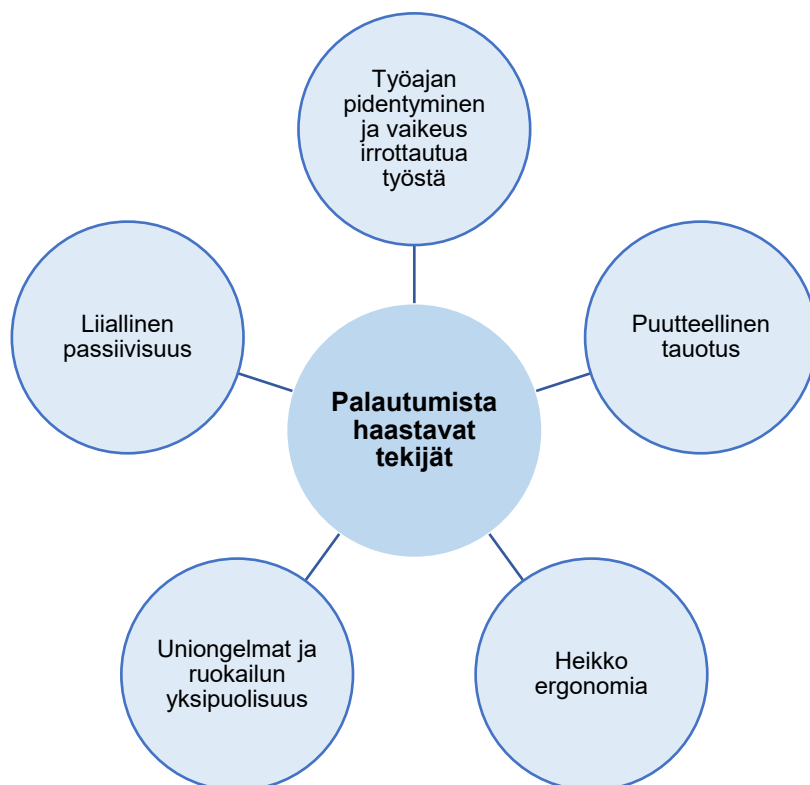 Työajan
pidentyminen
ja vaikeus
irrottautua
työstä
Liiallinen
passiivisuus
Puutteellinen
tauotus
Palautumista
haastavat
tekijät
Uniongelmat ja
ruokailun
yksipuolisuus
Heikko
ergonomia